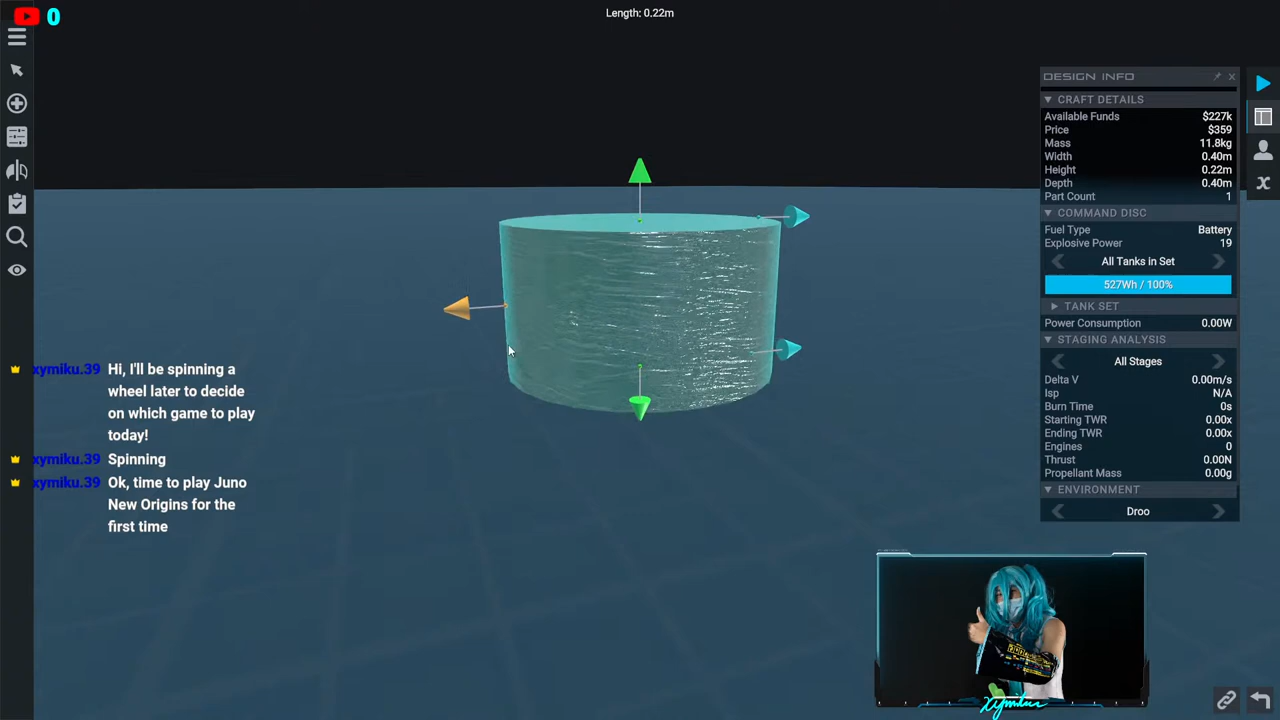 0
Length: 0.22m
DESIGN INFO
CRAFT DETAILS
Available Funds $227k
Price $359
Mass 11.8kg
Width 0.40m
Height 0.22m
Depth 0.40m
Part Count 1
COMMAND DISC
Fuel Type Battery
Explosive Power 19
All Tanks in Set
527Wh / 100%
TANK SET
Power Consumption 0.00W
STAGING ANALYSIS
All Stages
Delta V 0.00m/s
Isp N/A
Burn Time 0s
Starting TWR 0.00x
Ending TWR 0.00x
Engines 0
Thrust 0.00N
Propellant Mass 0.00g
ENVIRONMENT
Droo
xymiku.39 Hi, I'll be spinning a
wheel later to decide
on which game to play
today!
xymiku.39 Spinning
xymiku.39 Ok, time to play Juno
New Origins for the
first time